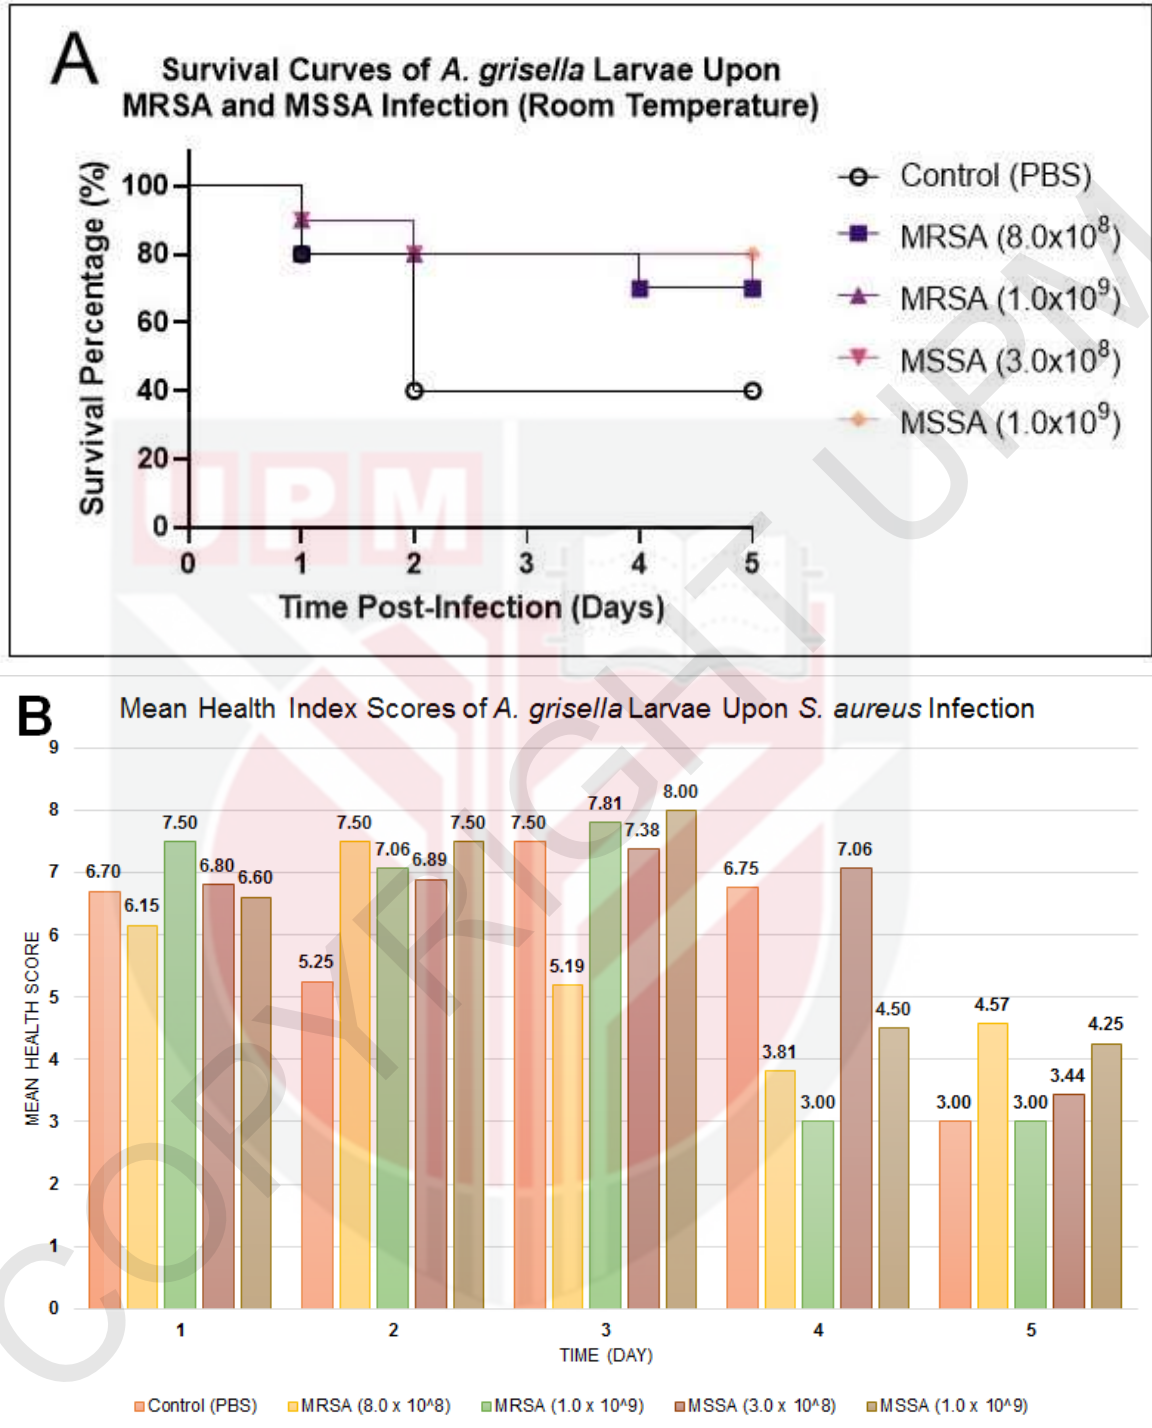 A
Survival Curves of A. grisella Larvae Upon
MRSA and MSSA Infection (Room Temperature)
Survival Percentage (%)
100
80
60
40
20
0
0 1 2 3 4 5
Time Post-Infection (Days)
Control (PBS)
MRSA (8.0x10⁸)
MRSA (1.0x10⁹)
MSSA (3.0x10⁸)
MSSA (1.0x10⁹)
UPM
COPYRIGHT UPM
B
Mean Health Index Scores of A. grisella Larvae Upon S. aureus Infection
MEAN HEALTH SCORE
9
8
7
6
5
4
3
2
1
0
6.70 6.15 7.50 6.80 6.60
5.25 7.50 7.06 6.89 7.50
7.50 5.19 7.81 7.38 8.00
6.75 3.81 3.00 7.06 4.50
3.00 4.57 3.00 3.44 4.25
1 2 3 4 5
TIME (DAY)
Control (PBS) MRSA (8.0 x 10^8) MRSA (1.0 x 10^9) MSSA (3.0 x 10^8) MSSA (1.0 x 10^9)